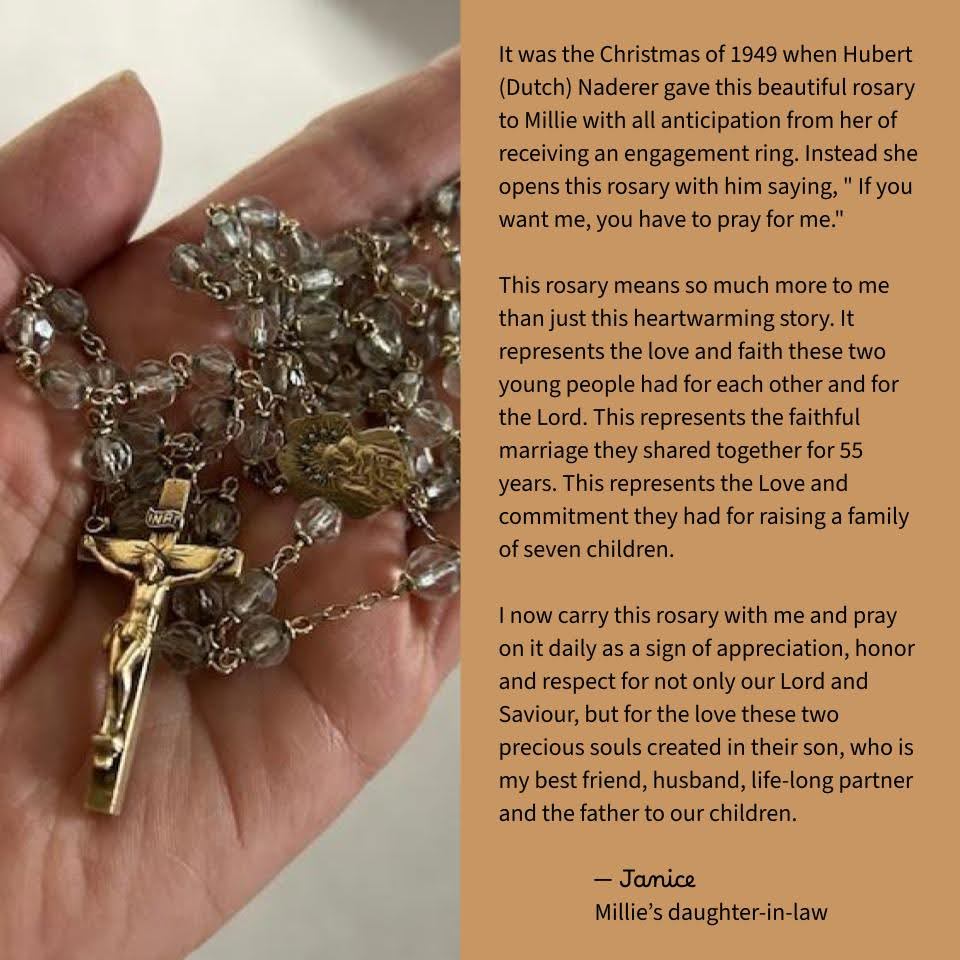 INRI
It was the Christmas of 1949 when Hubert
(Dutch) Naderer gave this beautiful rosary
to Millie with all anticipation from her of
receiving an engagement ring. Instead she
opens this rosary with him saying, " If you
want me, you have to pray for me."
This rosary means so much more to me
than just this heartwarming story. It
represents the love and faith these two
young people had for each other and for
the Lord. This represents the faithful
marriage they shared together for 55
years. This represents the Love and
commitment they had for raising a family
of seven children.
I now carry this rosary with me and pray
on it daily as a sign of appreciation, honor
and respect for not only our Lord and
Saviour, but for the love these two
precious souls created in their son, who is
my best friend, husband, life-long partner
and the father to our children.
— Janice
Millie’s daughter-in-law